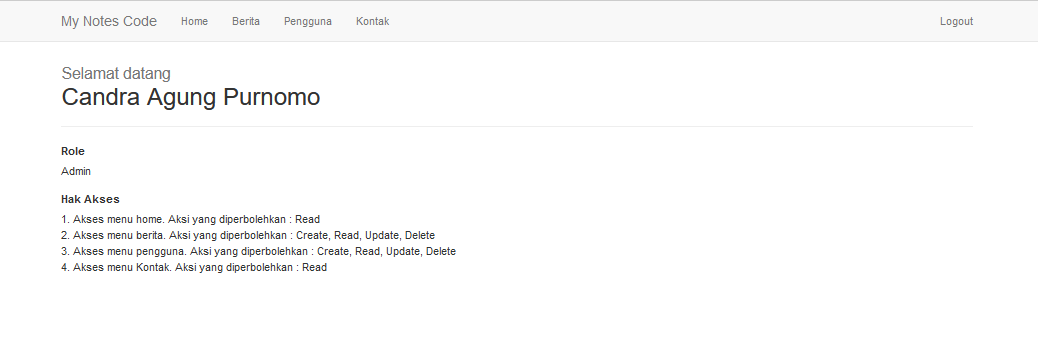 My Notes Code Home Berita Pengguna Kontak Logout
Selamat datang
Candra Agung Purnomo
Role
Admin
Hak Akses
1. Akses menu home. Aksi yang diperbolehkan : Read
2. Akses menu berita. Aksi yang diperbolehkan : Create, Read, Update, Delete
3. Akses menu pengguna. Aksi yang diperbolehkan : Create, Read, Update, Delete
4. Akses menu Kontak. Aksi yang diperbolehkan : Read